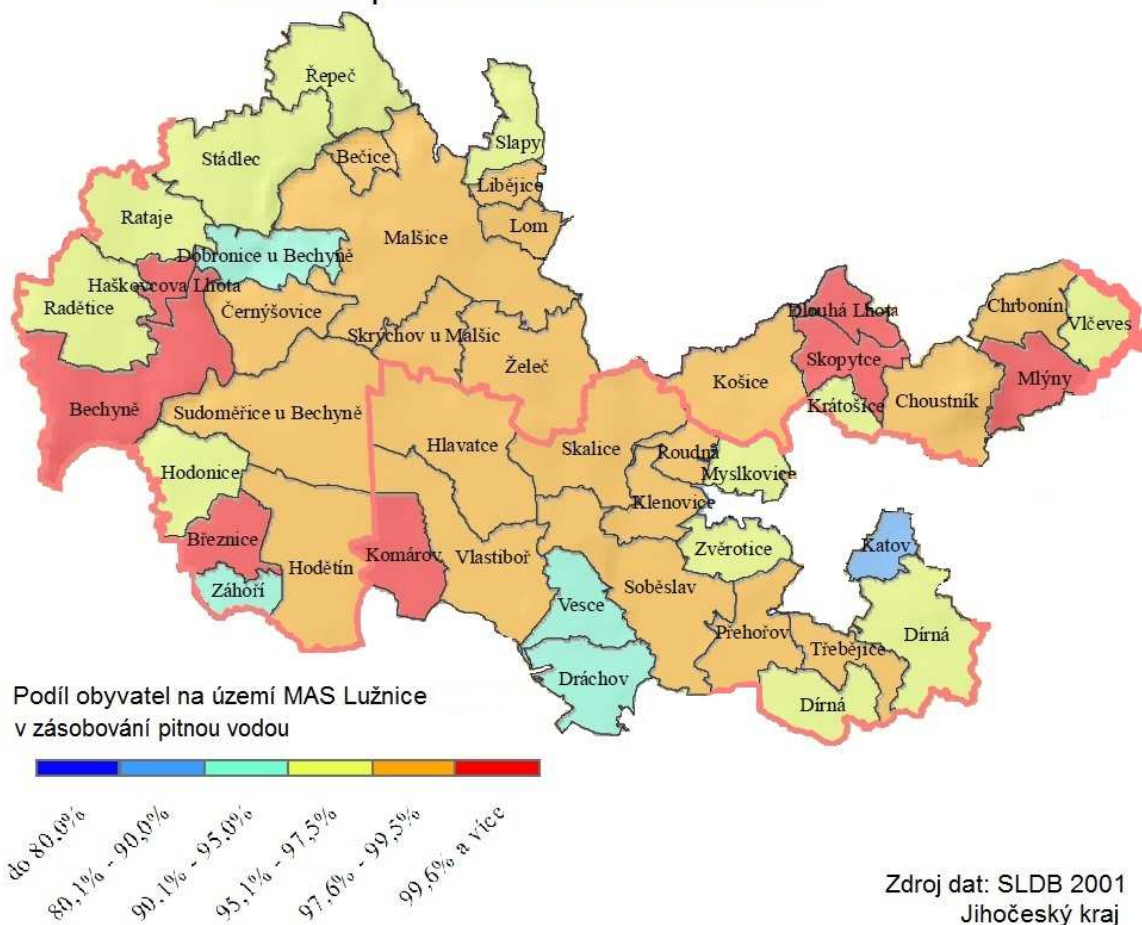 Řepeč
Slapy
Stádlec
Bečice
Libějice
Rataje
Lom
Malšice
Dobronice u Bechyně
Haškovcova Lhota
Radětice
Černýšovice
Dlouhá Lhota
Chrbonín
Vlčeves
Skrýchov u Malšic
Želeč
Skopytce
Košice
Mlýny
Bechyně
Krátošice
Choustník
Sudoměřice u Bechyně
Hlavatce
Skalice
Roudná
Hodonice
Myslkovice
Klenovice
Březnice
Komárov
Vlastiboř
Zvěrotice
Katov
Hodětín
Záhoří
Soběslav
Vesce
Přehořov
Dírná
Třebějice
Dráchov
Dírná
Podíl obyvatel na území MAS Lužnice
v zásobování pitnou vodou
do 80,0%
80,1% - 90,0%
90,1% - 95,0%
95,1% - 97,5%
97,6% - 99,5%
99,6% a více
Zdroj dat: SLDB 2001
Jihočeský kraj